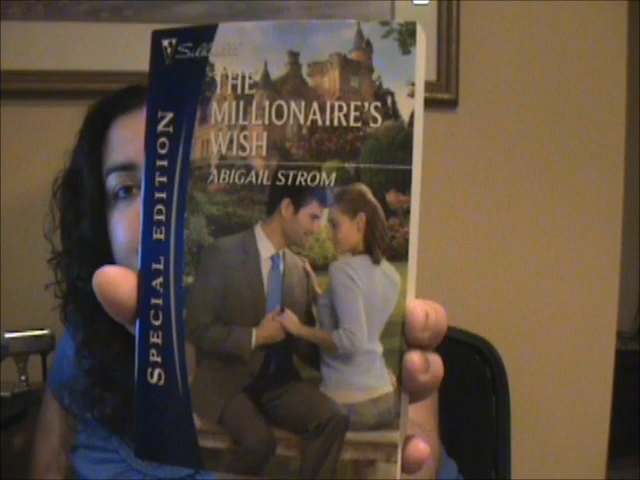 Silhouette
THE
MILLIONAIRE'S
WISH
ABIGAIL STROM
SPECIAL EDITION